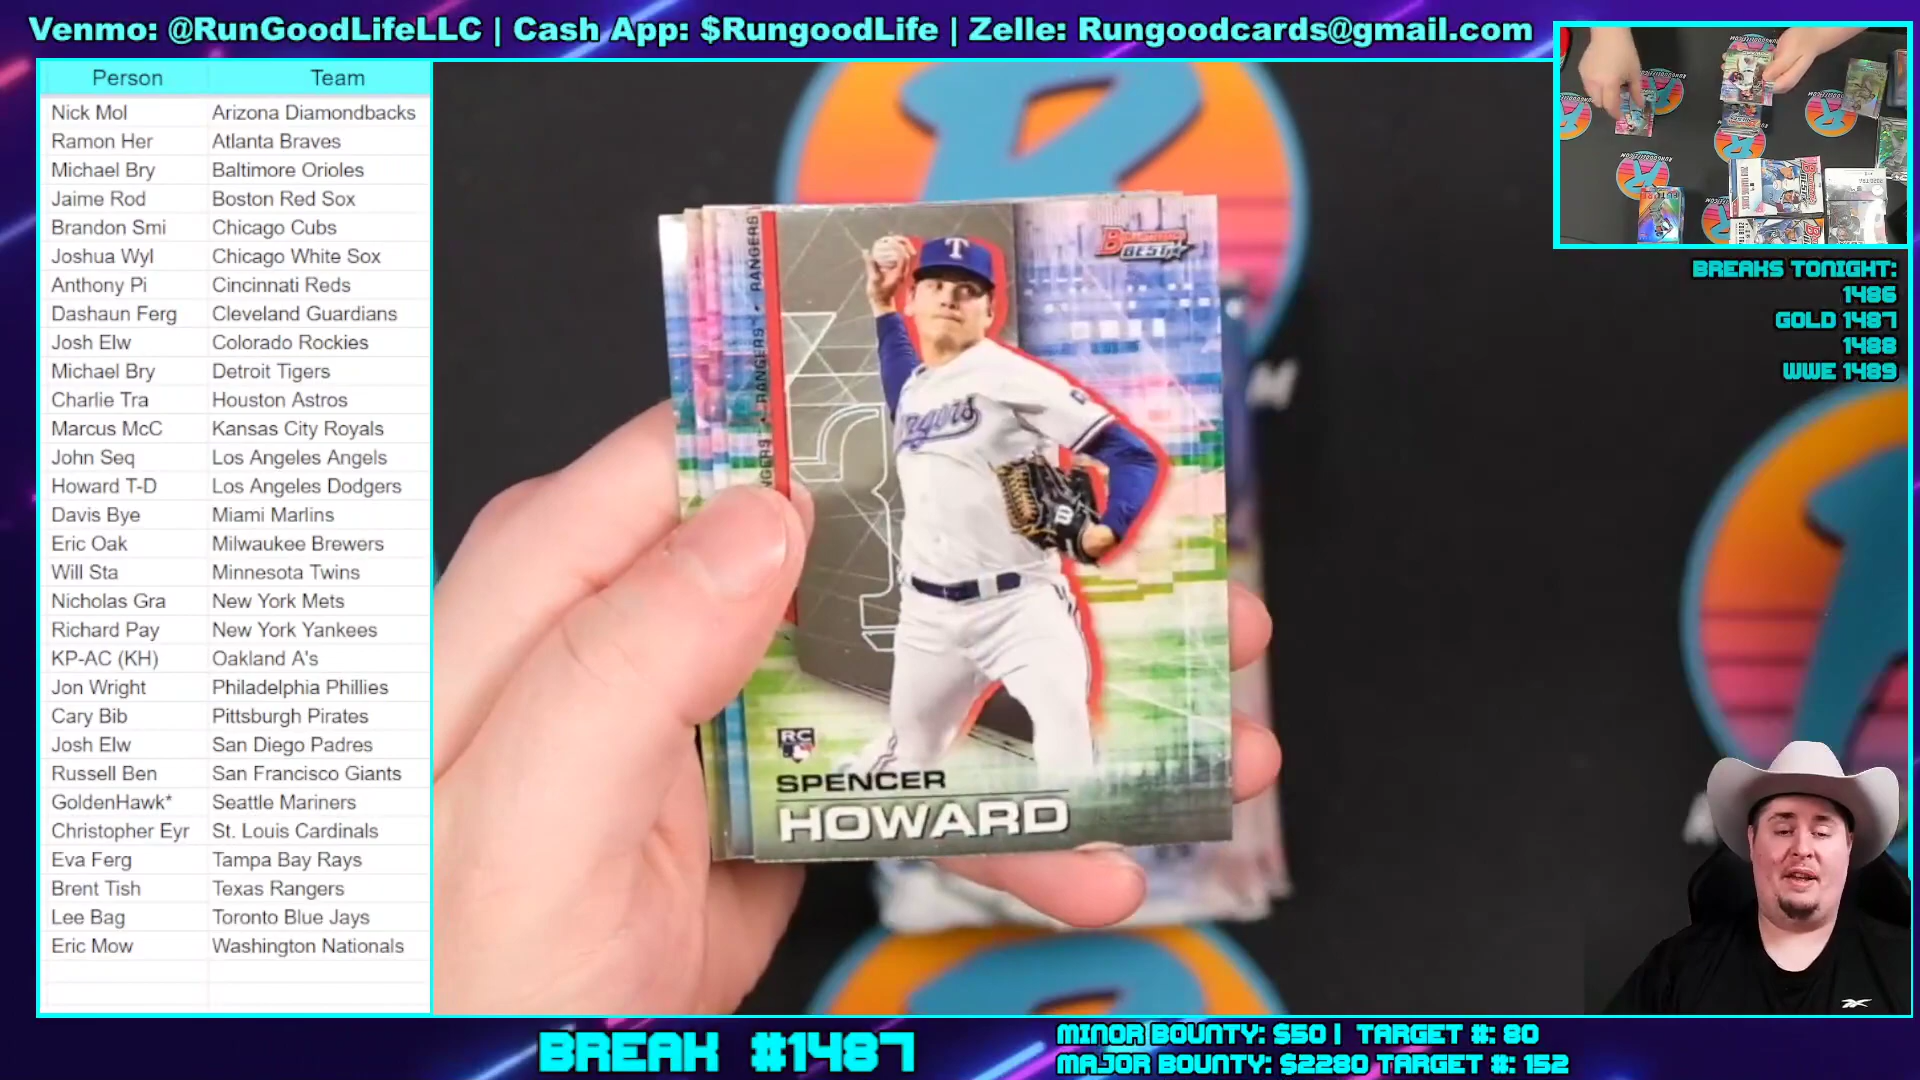 Venmo: @RunGoodLifeLLC | Cash App: $RungoodLife | Zelle: Rungoodcards@gmail.com
Person Team
Nick Mol Arizona Diamondbacks
Ramon Her Atlanta Braves
Michael Bry Baltimore Orioles
Jaime Rod Boston Red Sox
Brandon Smi Chicago Cubs
Joshua Wyl Chicago White Sox
Anthony Pi Cincinnati Reds
Dashaun Ferg Cleveland Guardians
Josh Elw Colorado Rockies
Michael Bry Detroit Tigers
Charlie Tra Houston Astros
Marcus McC Kansas City Royals
John Seq Los Angeles Angels
Howard T-D Los Angeles Dodgers
Davis Bye Miami Marlins
Eric Oak Milwaukee Brewers
Will Sta Minnesota Twins
Nicholas Gra New York Mets
Richard Pay New York Yankees
KP-AC (KH) Oakland A's
Jon Wright Philadelphia Phillies
Cary Bib Pittsburgh Pirates
Josh Elw San Diego Padres
Russell Ben San Francisco Giants
GoldenHawk* Seattle Mariners
Christopher Eyr St. Louis Cardinals
Eva Ferg Tampa Bay Rays
Brent Tish Texas Rangers
Lee Bag Toronto Blue Jays
Eric Mow Washington Nationals
RANGERS RANGERS
BOWMAN'S
BEST
T
RC
SPENCER
HOWARD
BREAKS TONIGHT:
1486
GOLD 1487
1488
WWE 1489
BREAK #1487
MINOR BOUNTY: $50 | TARGET #: 80
MAJOR BOUNTY: $2280 TARGET #: 152